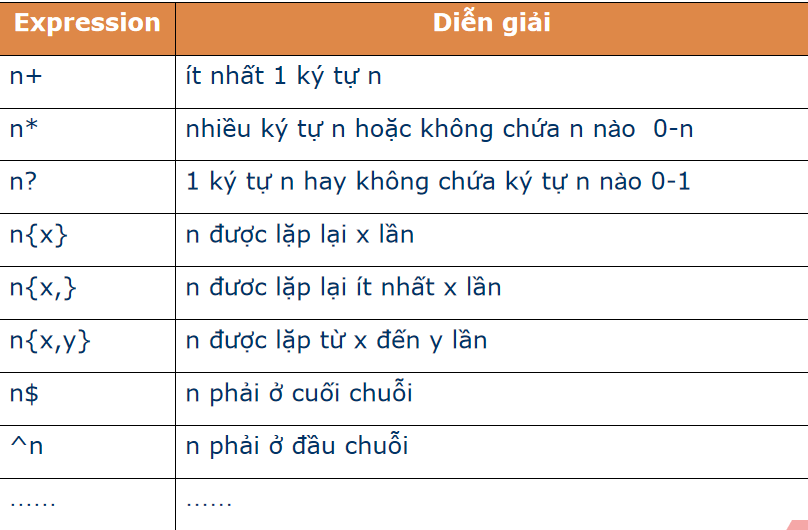 Expression Diễn giải
n+ ít nhất 1 ký tự n
n* nhiều ký tự n hoặc không chứa n nào 0-n
n? 1 ký tự n hay không chứa ký tự n nào 0-1
n{x} n được lặp lại x lần
n{x,} n đươc lặp lại ít nhất x lần
n{x,y} n được lặp từ x đến y lần
n$ n phải ở cuối chuỗi
^n n phải ở đầu chuỗi
...... ......